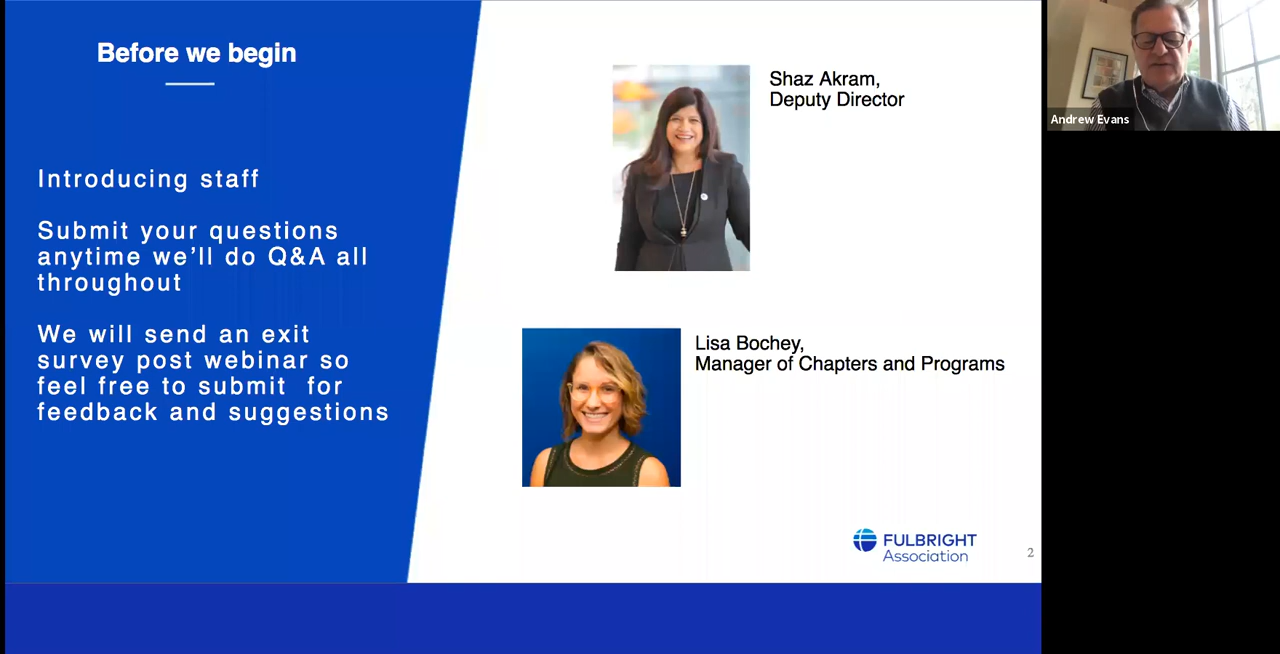 Before we begin
Introducing staff
Submit your questions
anytime we’ll do Q&A all
throughout
We will send an exit
survey post webinar so
feel free to submit  for
feedback and suggestions
Shaz Akram,
Deputy Director
Lisa Bochey,
Manager of Chapters and Programs
FULBRIGHT
Association
2
Andrew Evans